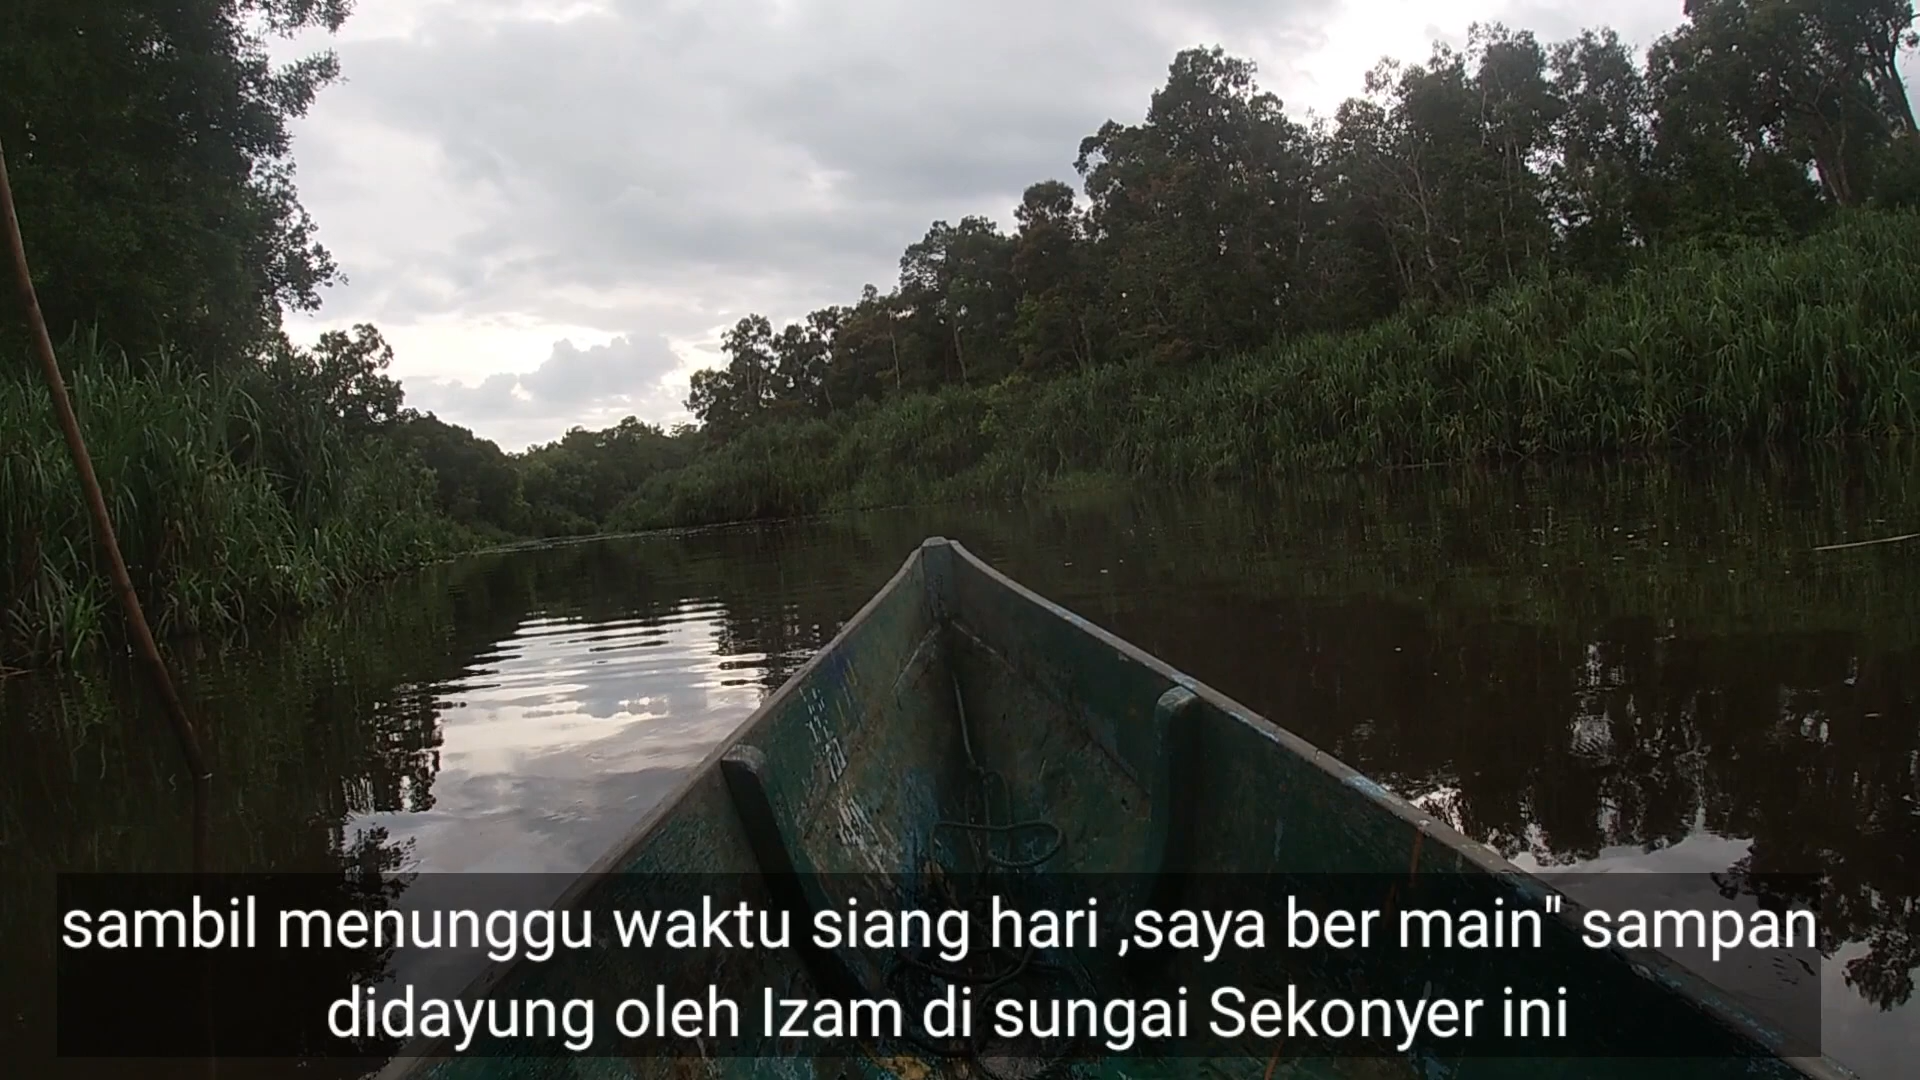 sambil menunggu waktu siang hari ,saya ber main" sampan
didayung oleh Izam di sungai Sekonyer ini